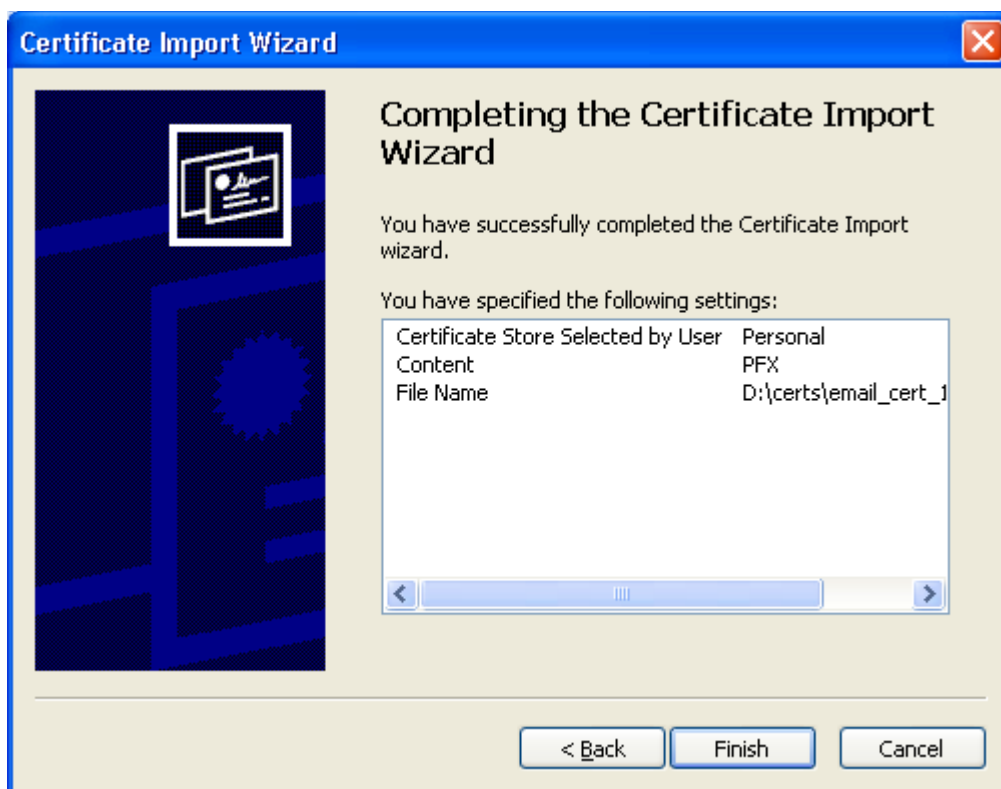 Certificate Import Wizard
Completing the Certificate Import
Wizard
You have successfully completed the Certificate Import
wizard.
You have specified the following settings:
Certificate Store Selected by User Personal
Content PFX
File Name D:\certs\email_cert_1
< Back Finish Cancel